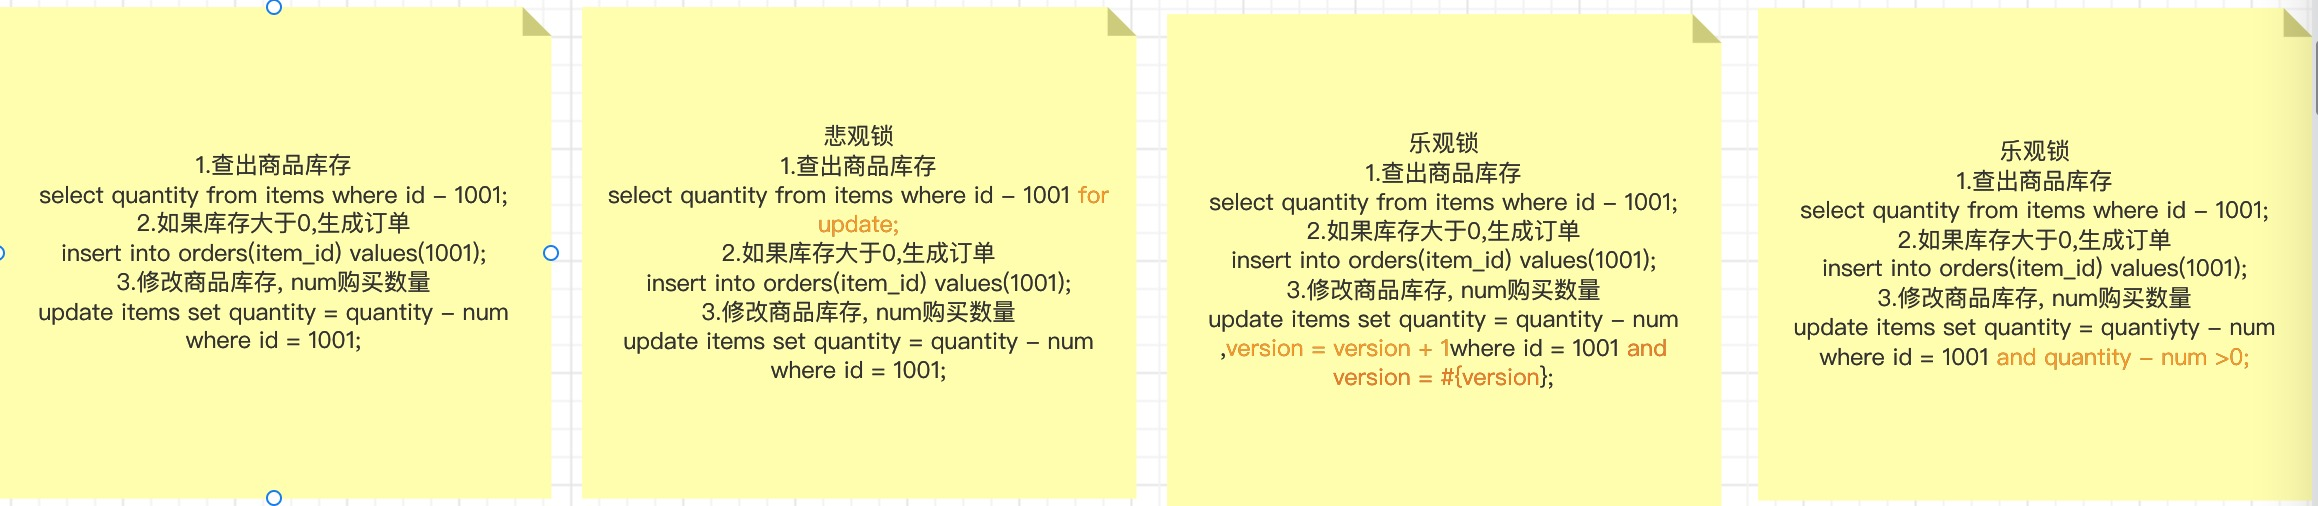 1.查出商品库存
select quantity from items where id – 1001;
2.如果库存大于0,生成订单
insert into orders(item_id) values(1001);
3.修改商品库存, num购买数量
update items set quantity = quantity – num
where id = 1001;
悲观锁
1.查出商品库存
select quantity from items where id – 1001 for
update;
2.如果库存大于0,生成订单
insert into orders(item_id) values(1001);
3.修改商品库存, num购买数量
update items set quantity = quantity – num
where id = 1001;
乐观锁
1.查出商品库存
select quantity from items where id – 1001;
2.如果库存大于0,生成订单
insert into orders(item_id) values(1001);
3.修改商品库存, num购买数量
update items set quantity = quantity – num
,version = version + 1where id = 1001 and
version = #{version};
乐观锁
1.查出商品库存
select quantity from items where id – 1001;
2.如果库存大于0,生成订单
insert into orders(item_id) values(1001);
3.修改商品库存, num购买数量
update items set quantity = quantiyty – num
where id = 1001 and quantity – num >0;